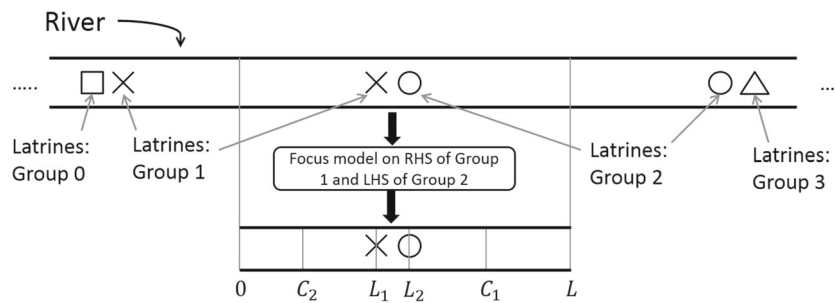 River
..... ...
Latrines:
Group 0
Latrines:
Group 1
Focus model on RHS of Group
1 and LHS of Group 2
Latrines:
Group 2
Latrines:
Group 3
0 C₂ L₁ L₂ C₁ L